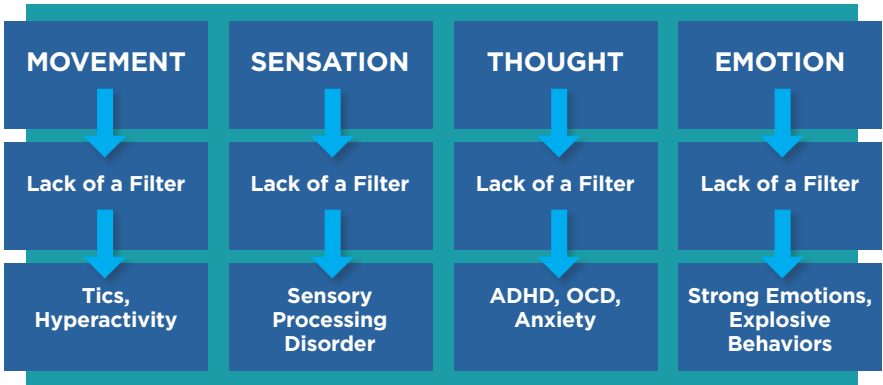 MOVEMENT
SENSATION
THOUGHT
EMOTION
Lack of a Filter
Lack of a Filter
Lack of a Filter
Lack of a Filter
Tics,
Hyperactivity
Sensory
Processing
Disorder
ADHD, OCD,
Anxiety
Strong Emotions,
Explosive
Behaviors